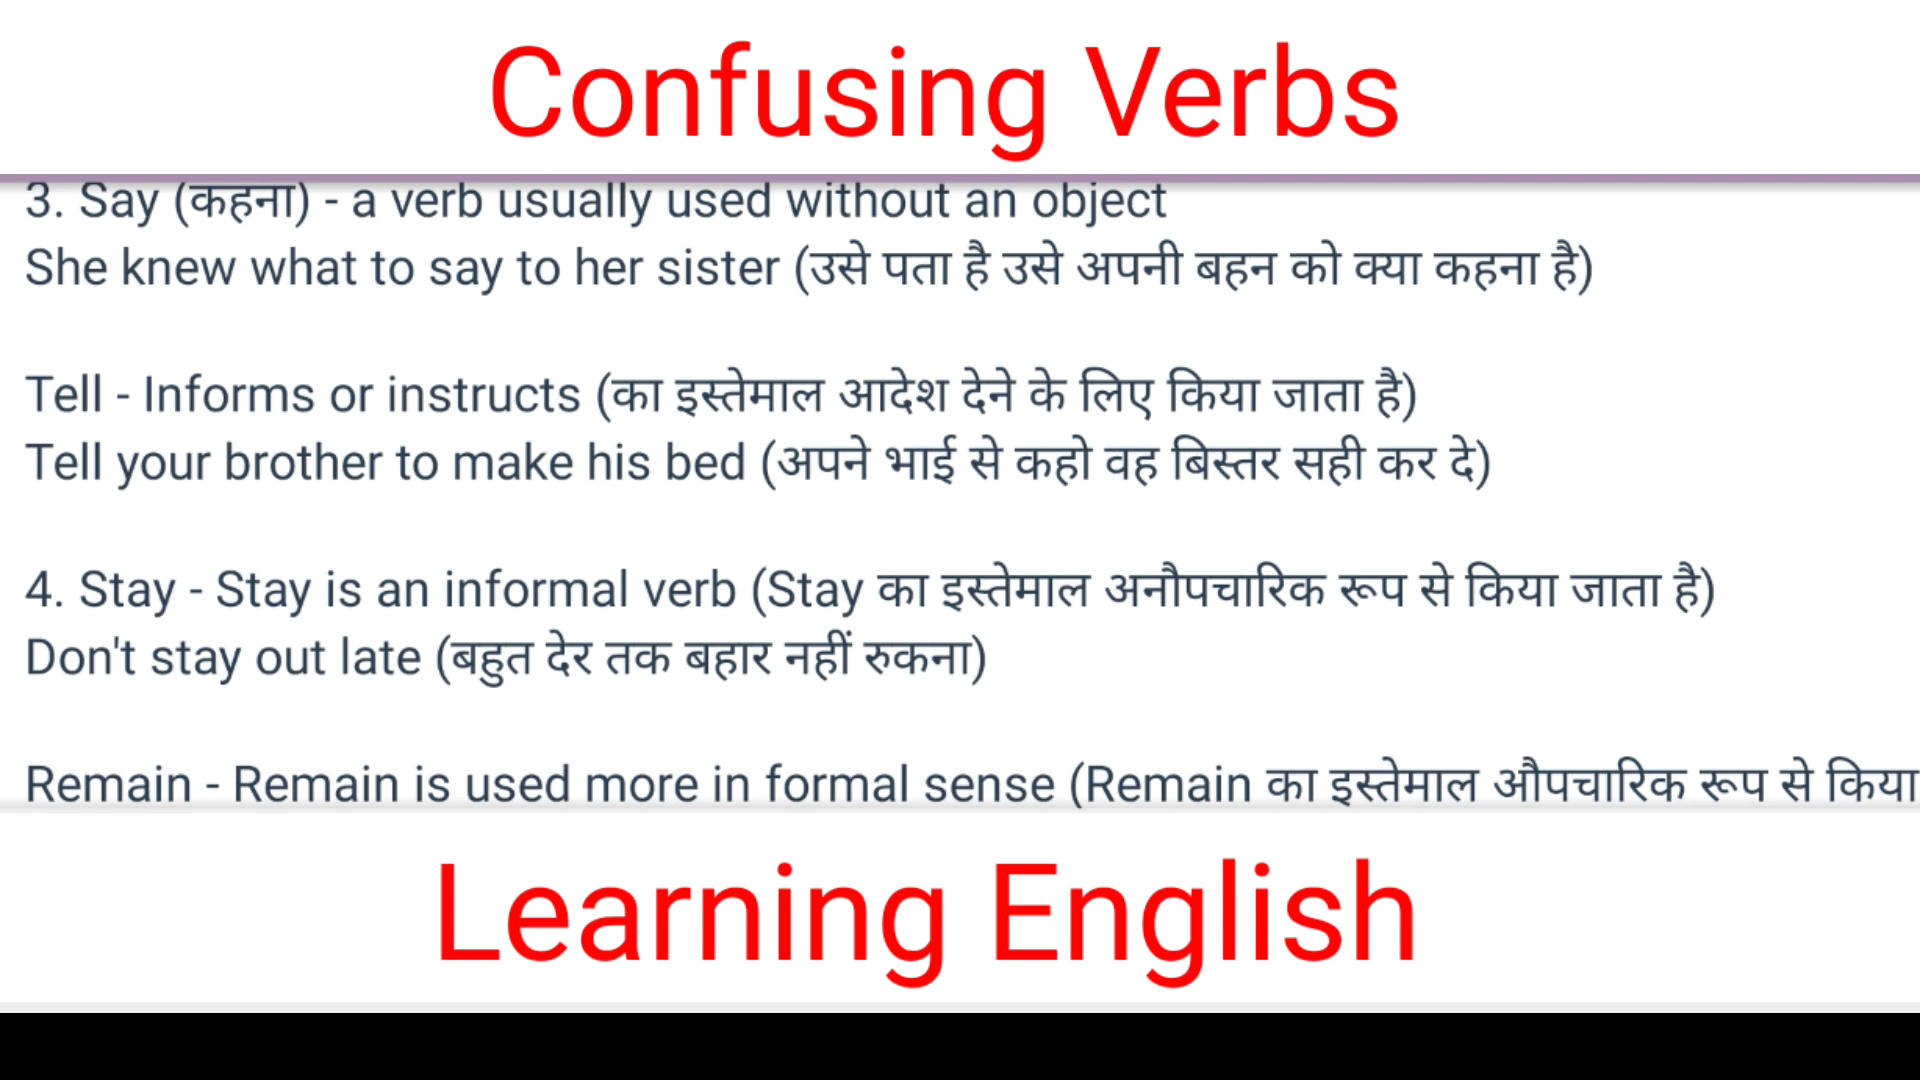 Confusing Verbs
3. Say (कहना) - a verb usually used without an object
She knew what to say to her sister (उसे पता है उसे अपनी बहन को क्या कहना है)
Tell - Informs or instructs (का इस्तेमाल आदेश देने के लिए किया जाता है)
Tell your brother to make his bed (अपने भाई से कहो वह बिस्तर सही कर दे)
4. Stay - Stay is an informal verb (Stay का इस्तेमाल अनौपचारिक रूप से किया जाता है)
Don't stay out late (बहुत देर तक बहार नहीं रुकना)
Remain - Remain is used more in formal sense (Remain का इस्तेमाल औपचारिक रूप से किया
Learning English